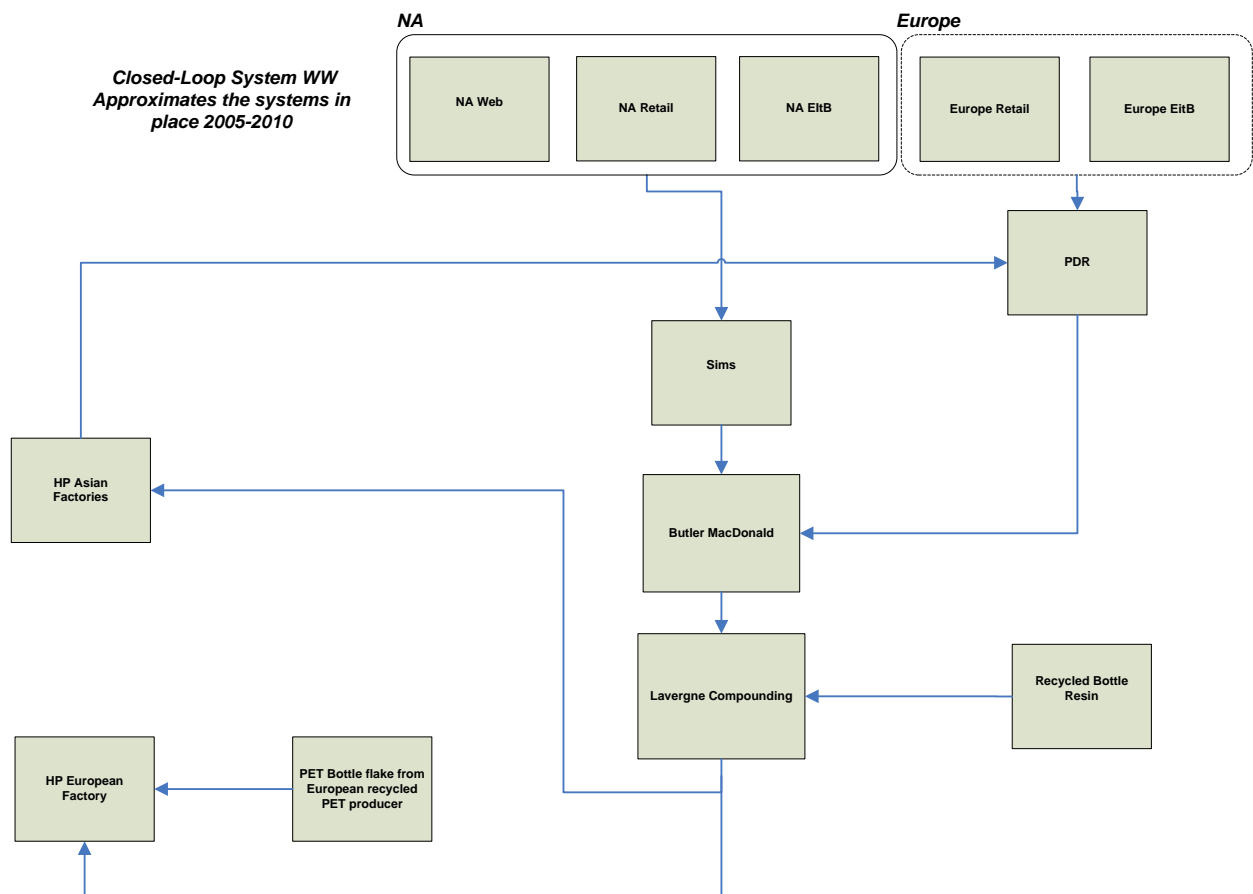 NA
Europe
Closed-Loop System WW
Approximates the systems in
place 2005-2010
NA Web
NA Retail
NA EItB
Europe Retail
Europe EitB
PDR
Sims
HP Asian
Factories
Butler MacDonald
Lavergne Compounding
Recycled Bottle
Resin
HP European
Factory
PET Bottle flake from
European recycled
PET producer